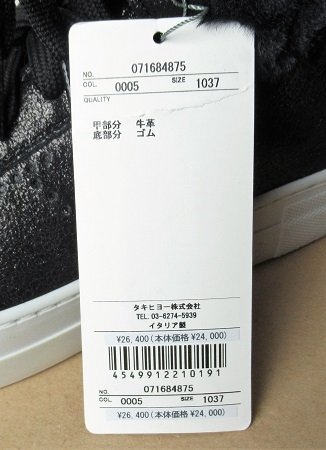 NO. 071684875
COL. 0005 SIZE 1037
QUALITY
甲部分 牛革
底部分 ゴム
タキヒヨー株式会社
TEL. 03-6274-5939
イタリア製
¥26,400(本体価格 ¥24,000)
4549912210191
NO. 071684875
COL. 0005 SIZE 1037
¥26,400(本体価格 ¥24,000)